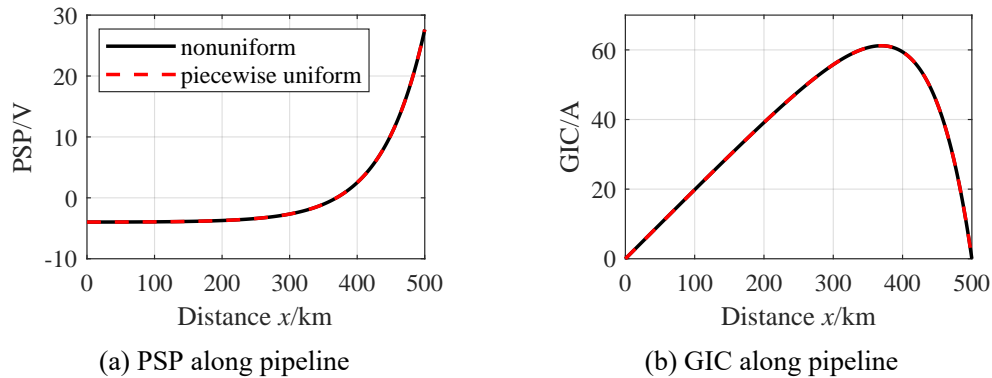 30
20
10
0
-10
PSP/V
nonuniform
piecewise uniform
0 100 200 300 400 500
Distance x/km
(a) PSP along pipeline
60
40
20
0
GIC/A
0 100 200 300 400 500
Distance x/km
(b) GIC along pipeline